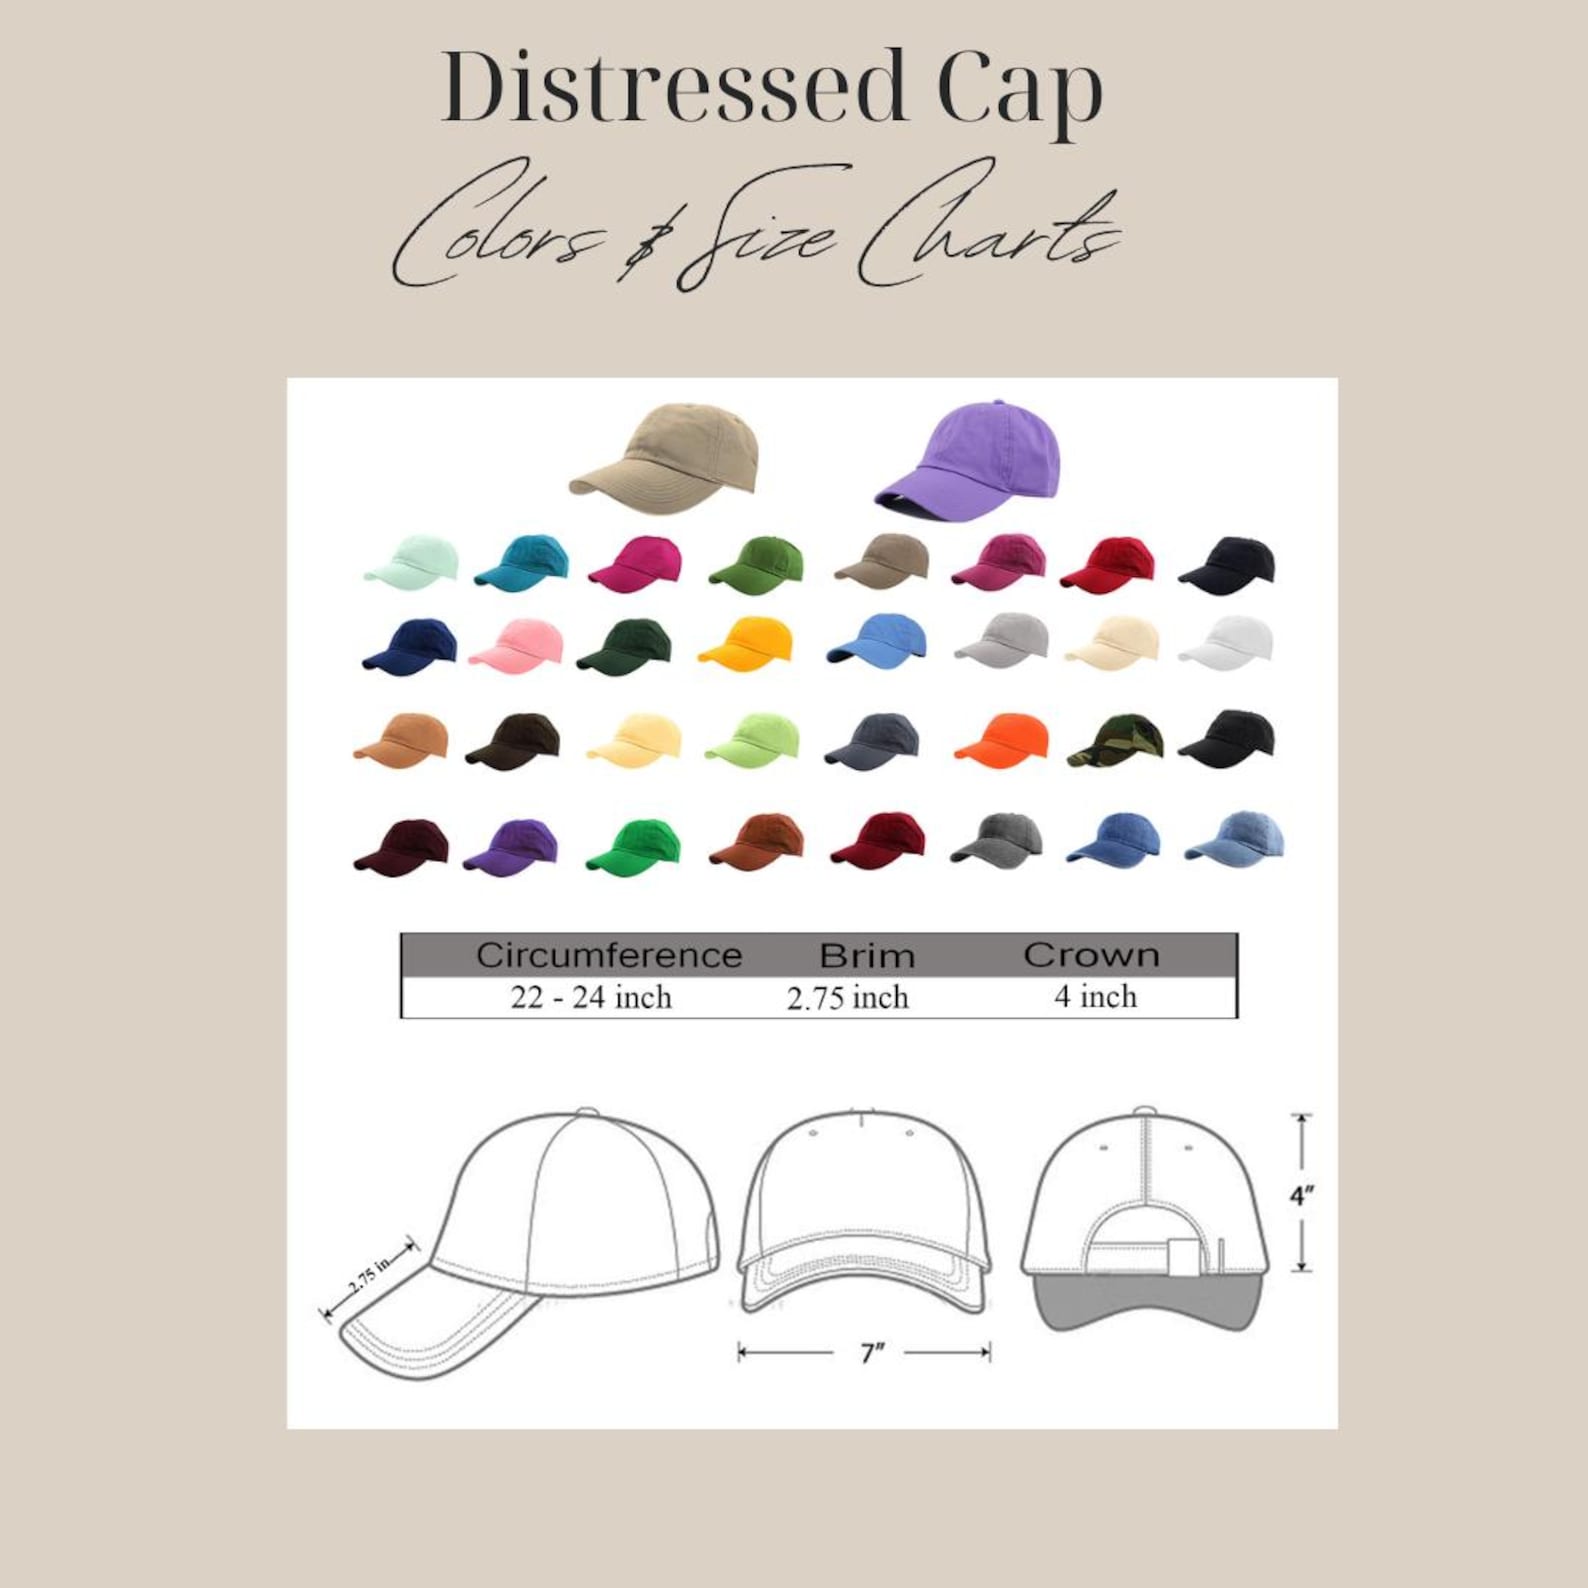 Distressed Cap
Colors & Size Charts
Circumference Brim Crown
22 - 24 inch 2.75 inch 4 inch
2.75 in
7"
4"